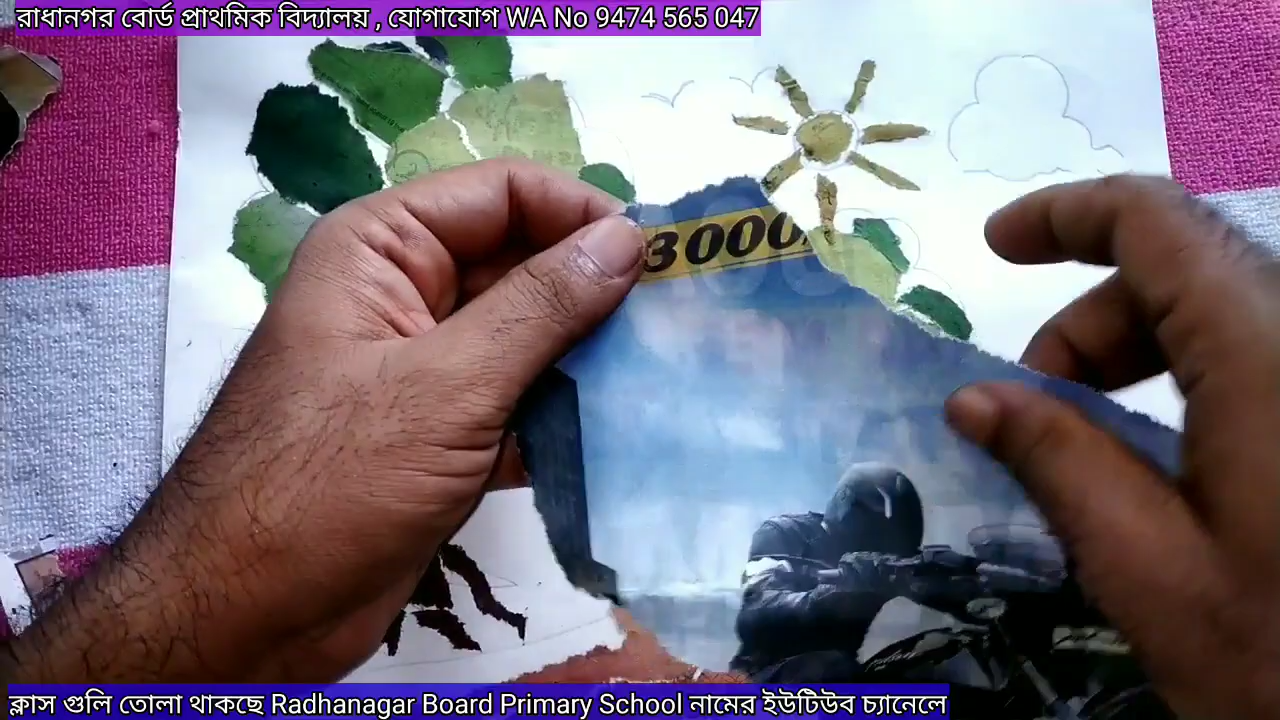 রাধানগর বোর্ড প্রাথমিক বিদ্যালয় , যোগাযোগ WA No 9474 565 047
3000
ক্লাস গুলি তোলা থাকছে Radhanagar Board Primary School নামের ইউটিউব চ্যানেলে